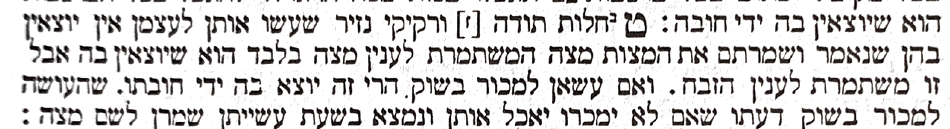 הוא שיוצאין בה ידי חובה : ט חלות תודה [ז] ורקיקי נזיר שעשו אותן לעצמן אין יוצאין
בהן שנאמר ושמרתם את המצות מצה המשתמרת לענין מצה בלבד הוא שיוצאין בה אבל
זו משתמרת לענין הזבח. ואם עשאן למכור בשוק הרי זה יוצא בה ידי חובתו. שהעושה
למכור בשוק דעתו שאם לא ימכרו יאכל אותן ונמצא בשעת עשייתן שמרן לשם מצה :